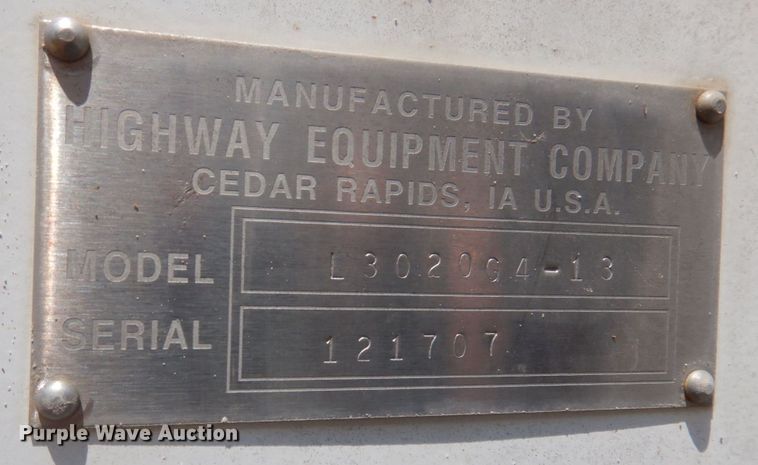 MANUFACTURED BY
HIGHWAY EQUIPMENT COMPANY
CEDAR RAPIDS, IA U.S.A.
MODEL L3020G4-13
SERIAL 121707
Purple Wave Auction